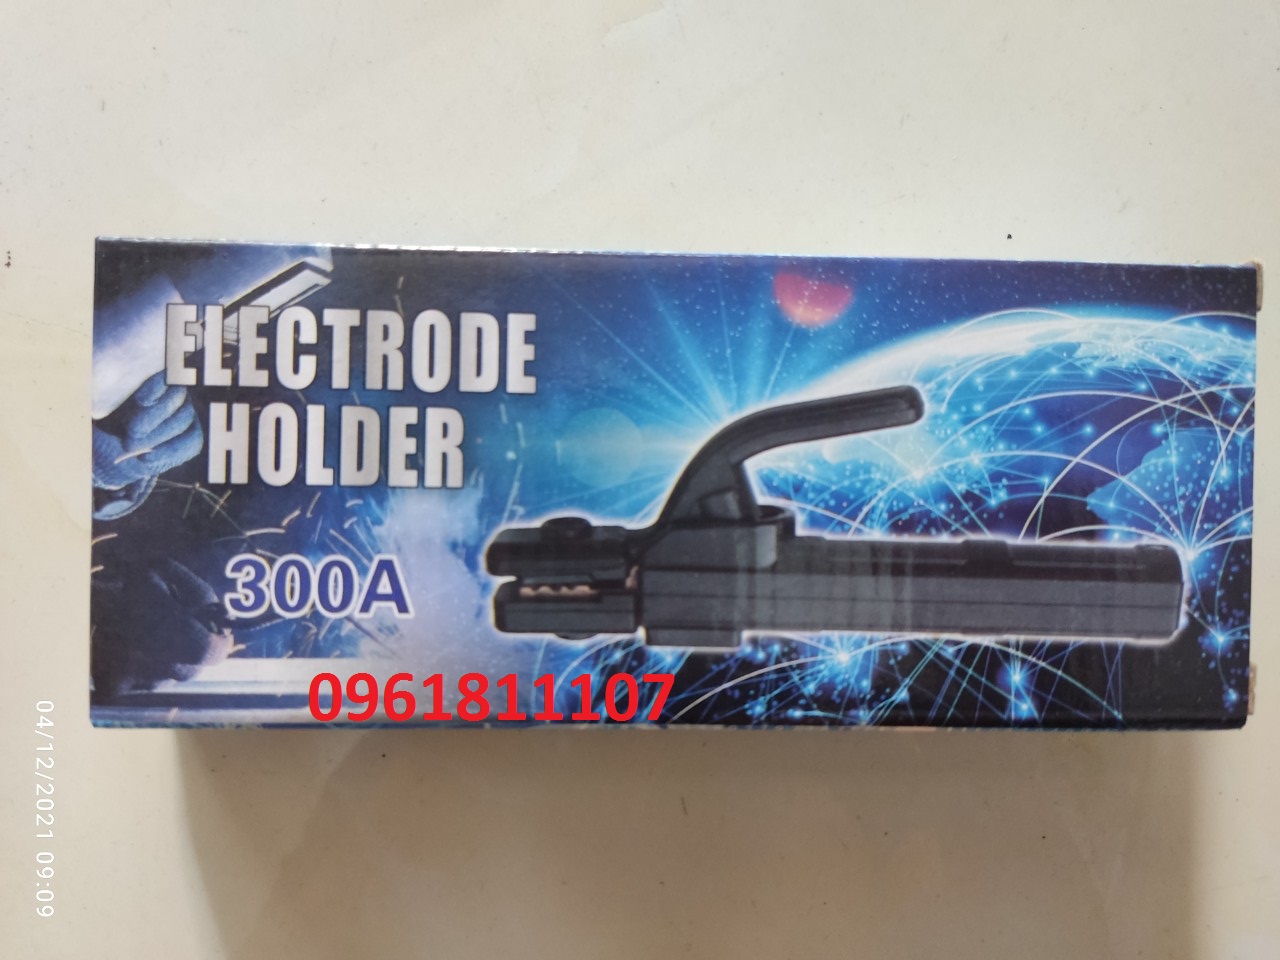 ELECTRODE
HOLDER
300A
0961811107
04/12/2021 09:09